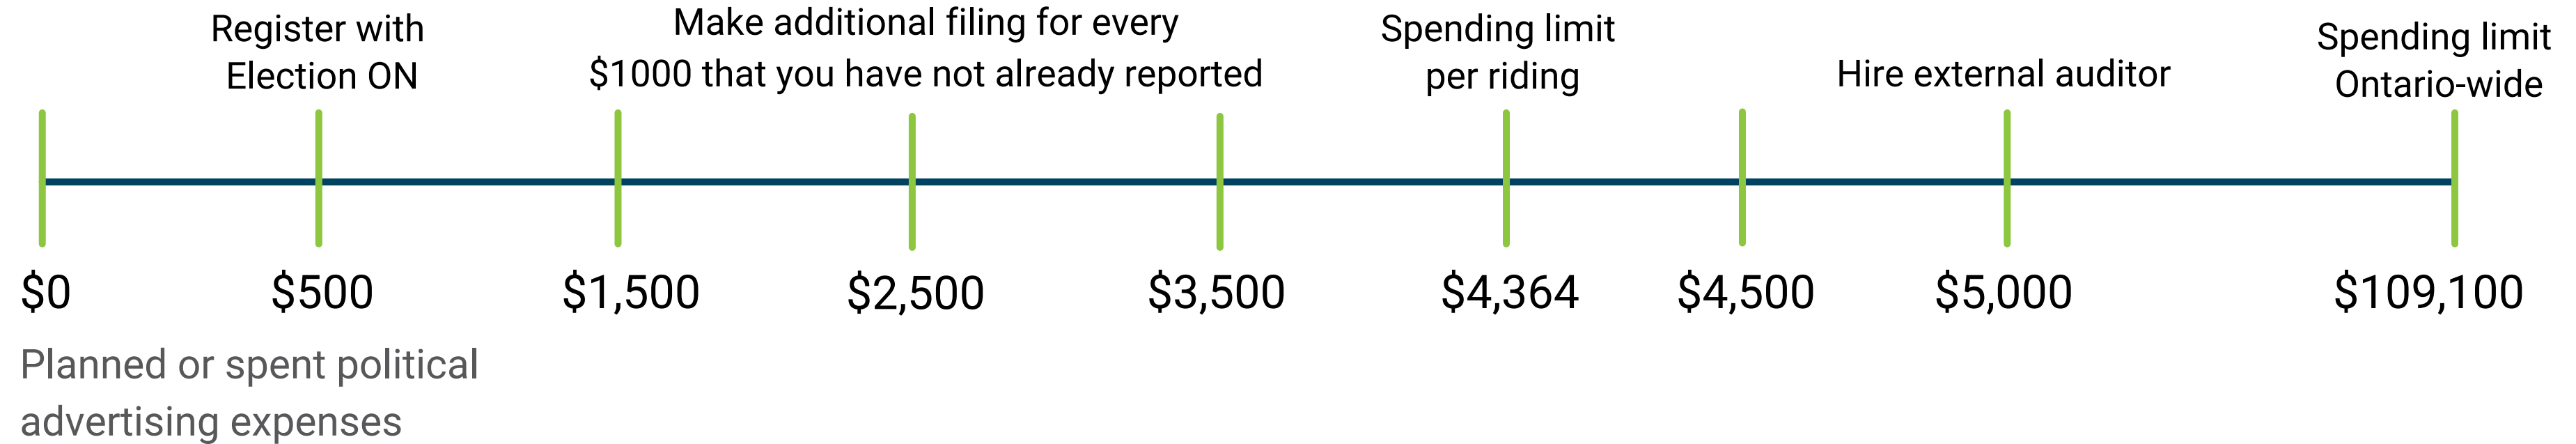 Register with
Election ON
Make additional filing for every
$1000 that you have not already reported
Spending limit
per riding
Hire external auditor
Spending limit
Ontario-wide
$0
$500
$1,500
$2,500
$3,500
$4,364
$4,500
$5,000
$109,100
Planned or spent political
advertising expenses